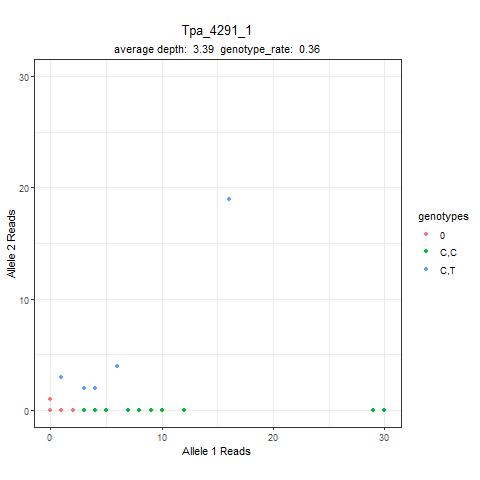 Tpa_4291_1
average depth:  3.39  genotype_rate:  0.36
30
20
10
0
Allele 2 Reads
0 10 20 30
Allele 1 Reads
genotypes
0
C,C
C,T